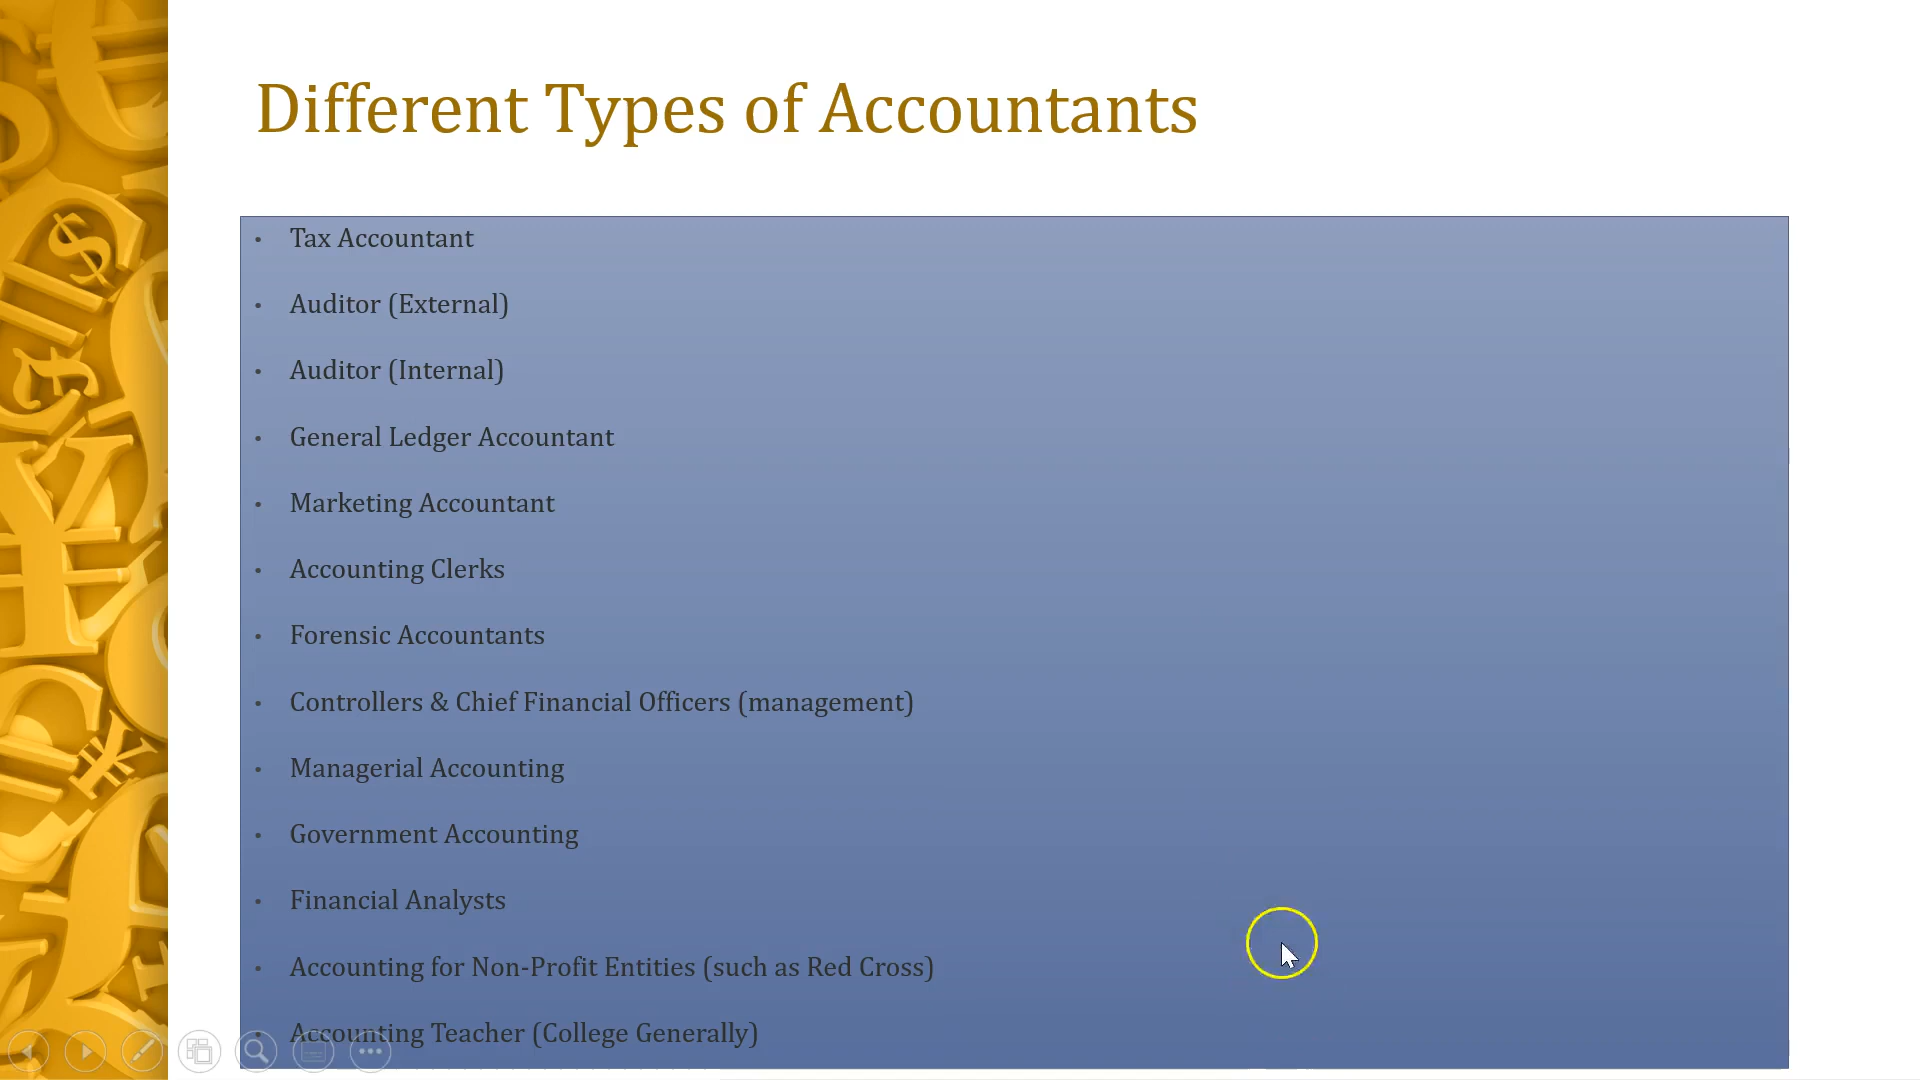 Different Types of Accountants
• Tax Accountant
• Auditor (External)
• Auditor (Internal)
• General Ledger Accountant
• Marketing Accountant
• Accounting Clerks
• Forensic Accountants
• Controllers & Chief Financial Officers (management)
• Managerial Accounting
• Government Accounting
• Financial Analysts
• Accounting for Non-Profit Entities (such as Red Cross)
• Accounting Teacher (College Generally)